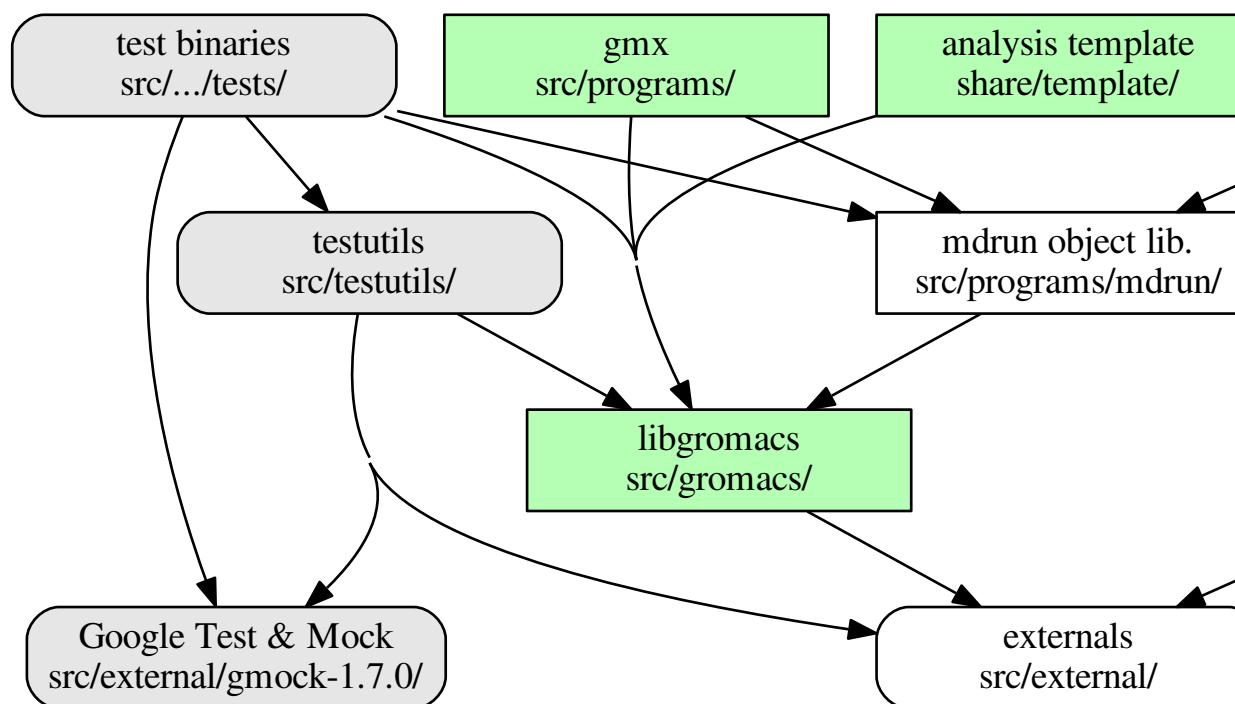 test binaries
src/.../tests/
gmx
src/programs/
analysis template
share/template/
testutils
src/testutils/
mdrun object lib.
src/programs/mdrun/
libgromacs
src/gromacs/
Google Test & Mock
src/external/gmock-1.7.0/
externals
src/external/